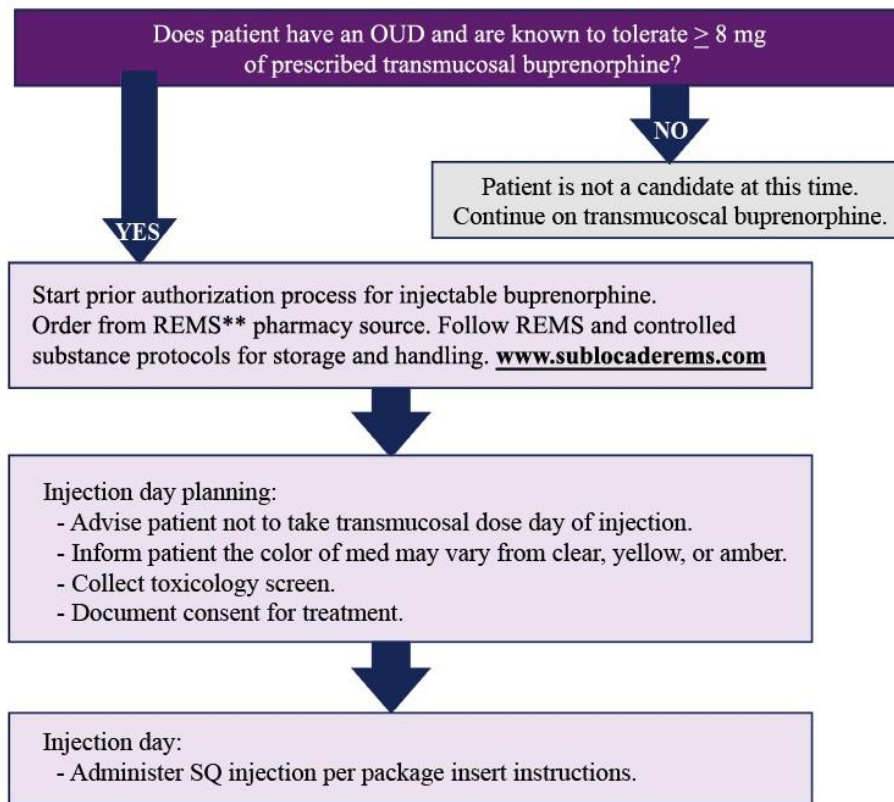 Does patient have an OUD and are known to tolerate ≥ 8 mg
of prescribed transmucosal buprenorphine?
NO
Patient is not a candidate at this time.
Continue on transmucoscal buprenorphine.
YES
Start prior authorization process for injectable buprenorphine.
Order from REMS** pharmacy source. Follow REMS and controlled
substance protocols for storage and handling. www.sublocaderems.com
Injection day planning:
- Advise patient not to take transmucosal dose day of injection.
- Inform patient the color of med may vary from clear, yellow, or amber.
- Collect toxicology screen.
- Document consent for treatment.
Injection day:
- Administer SQ injection per package insert instructions.